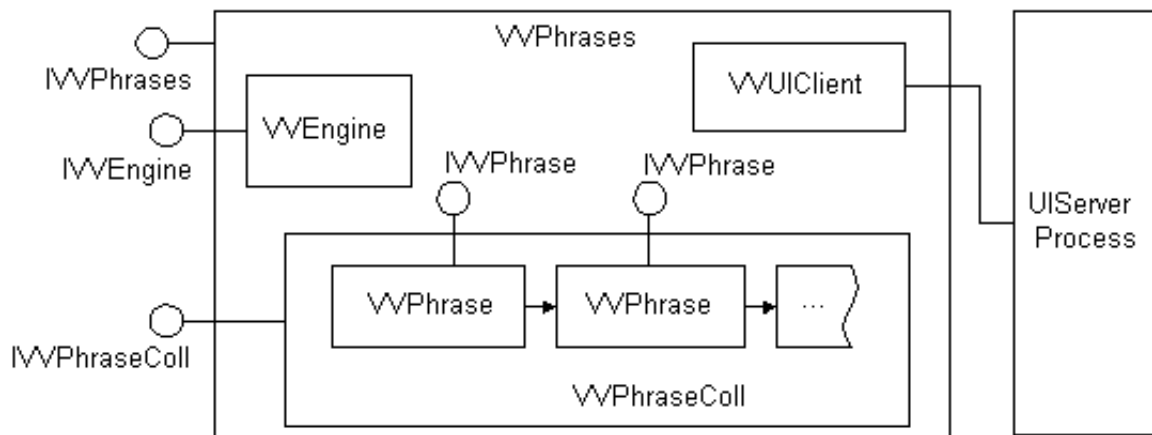 VVPhrases
IVVPhrases
VVUIClient
VVEngine
IVVEngine
IVVPhrase
IVVPhrase
UIServer
Process
VVPhrase
VVPhrase
...
IVVPhraseColl
VVPhraseColl